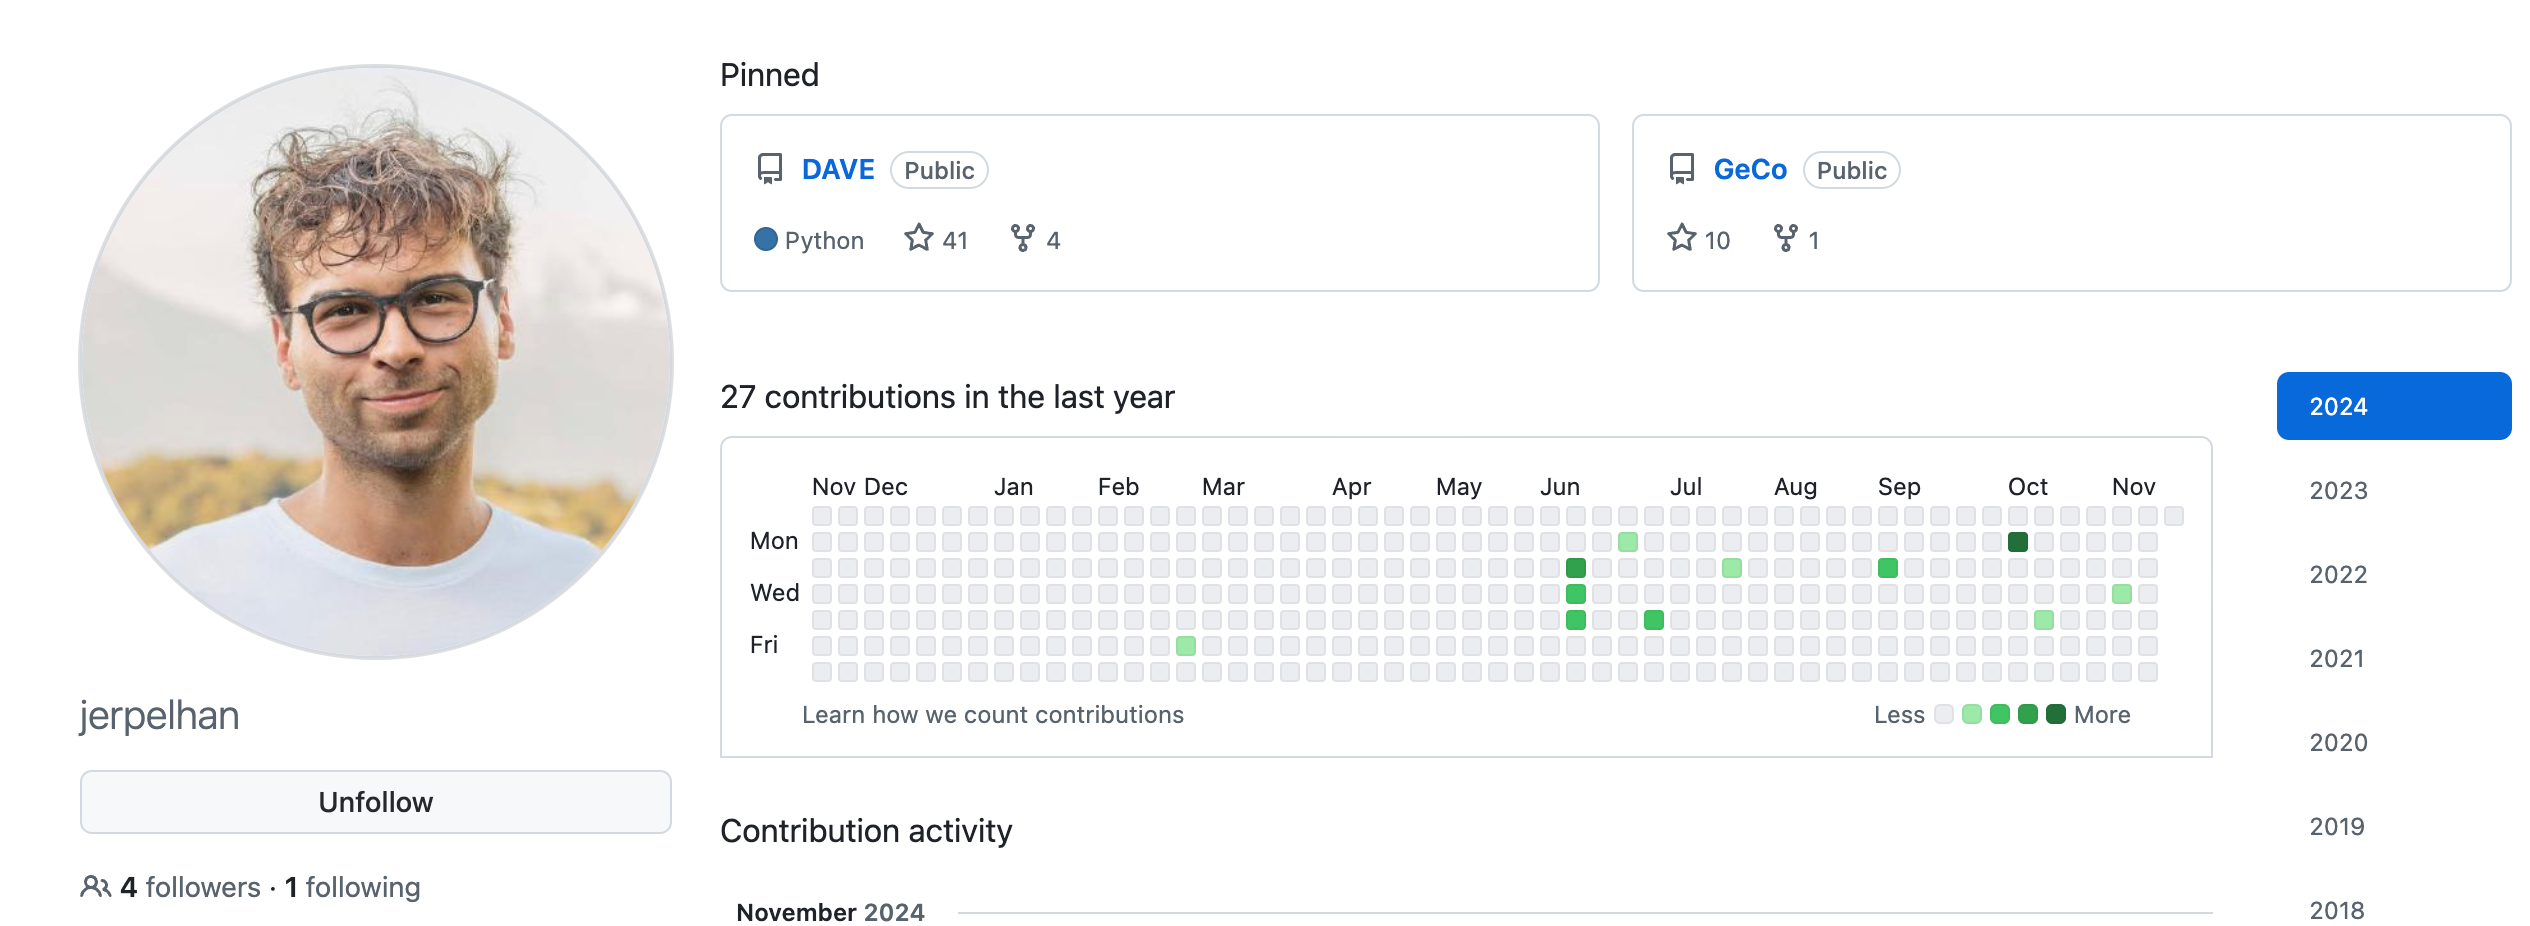 Pinned
DAVE Public
Python 41 4
GeCo Public
10 1
27 contributions in the last year
Nov Dec Jan Feb Mar Apr May Jun Jul Aug Sep Oct Nov
Mon
Wed
Fri
Learn how we count contributions
Less More
2024
2023
2022
2021
2020
2019
2018
jerpelhan
Unfollow
4 followers · 1 following
Contribution activity
November 2024